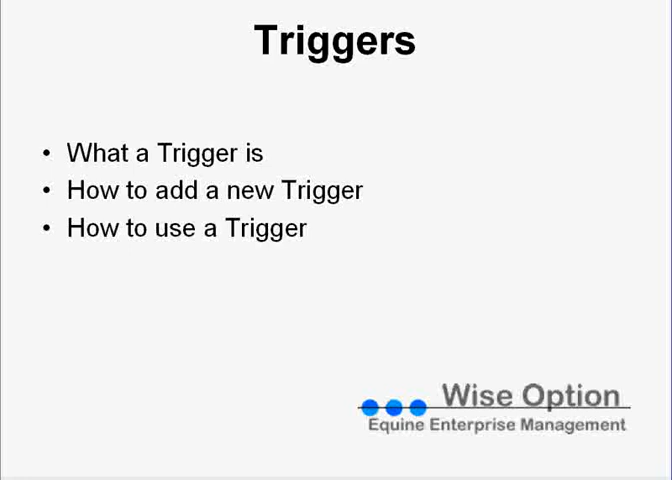 Triggers
• What a Trigger is
• How to add a new Trigger
• How to use a Trigger
Wise Option
Equine Enterprise Management